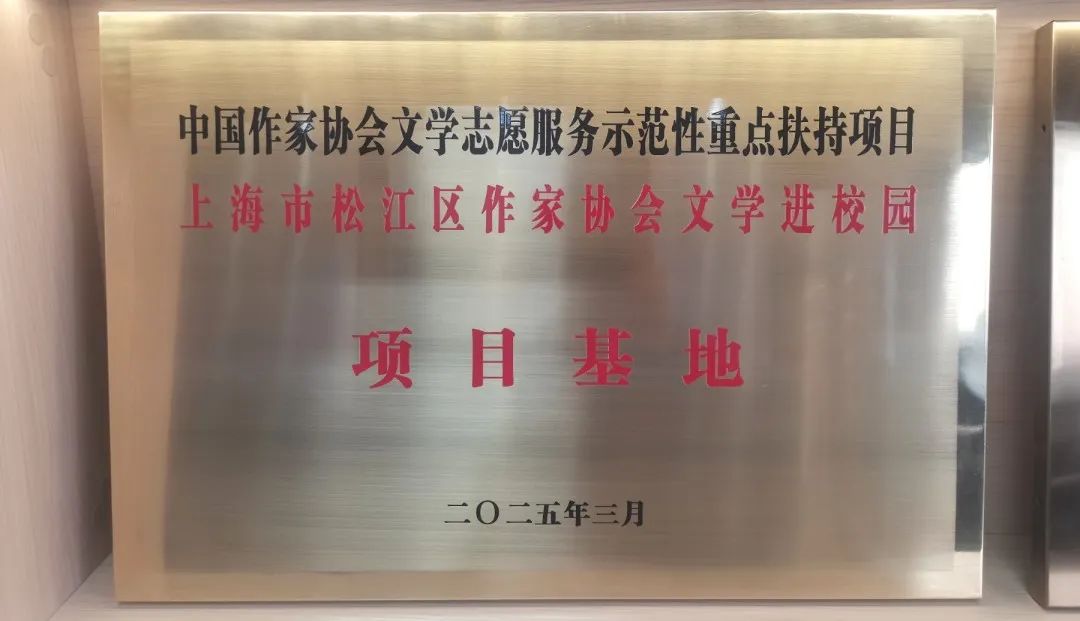 中国作家协会文学志愿服务示范性重点扶持项目
上海市松江区作家协会文学进校园
项目基地
二〇二五年三月